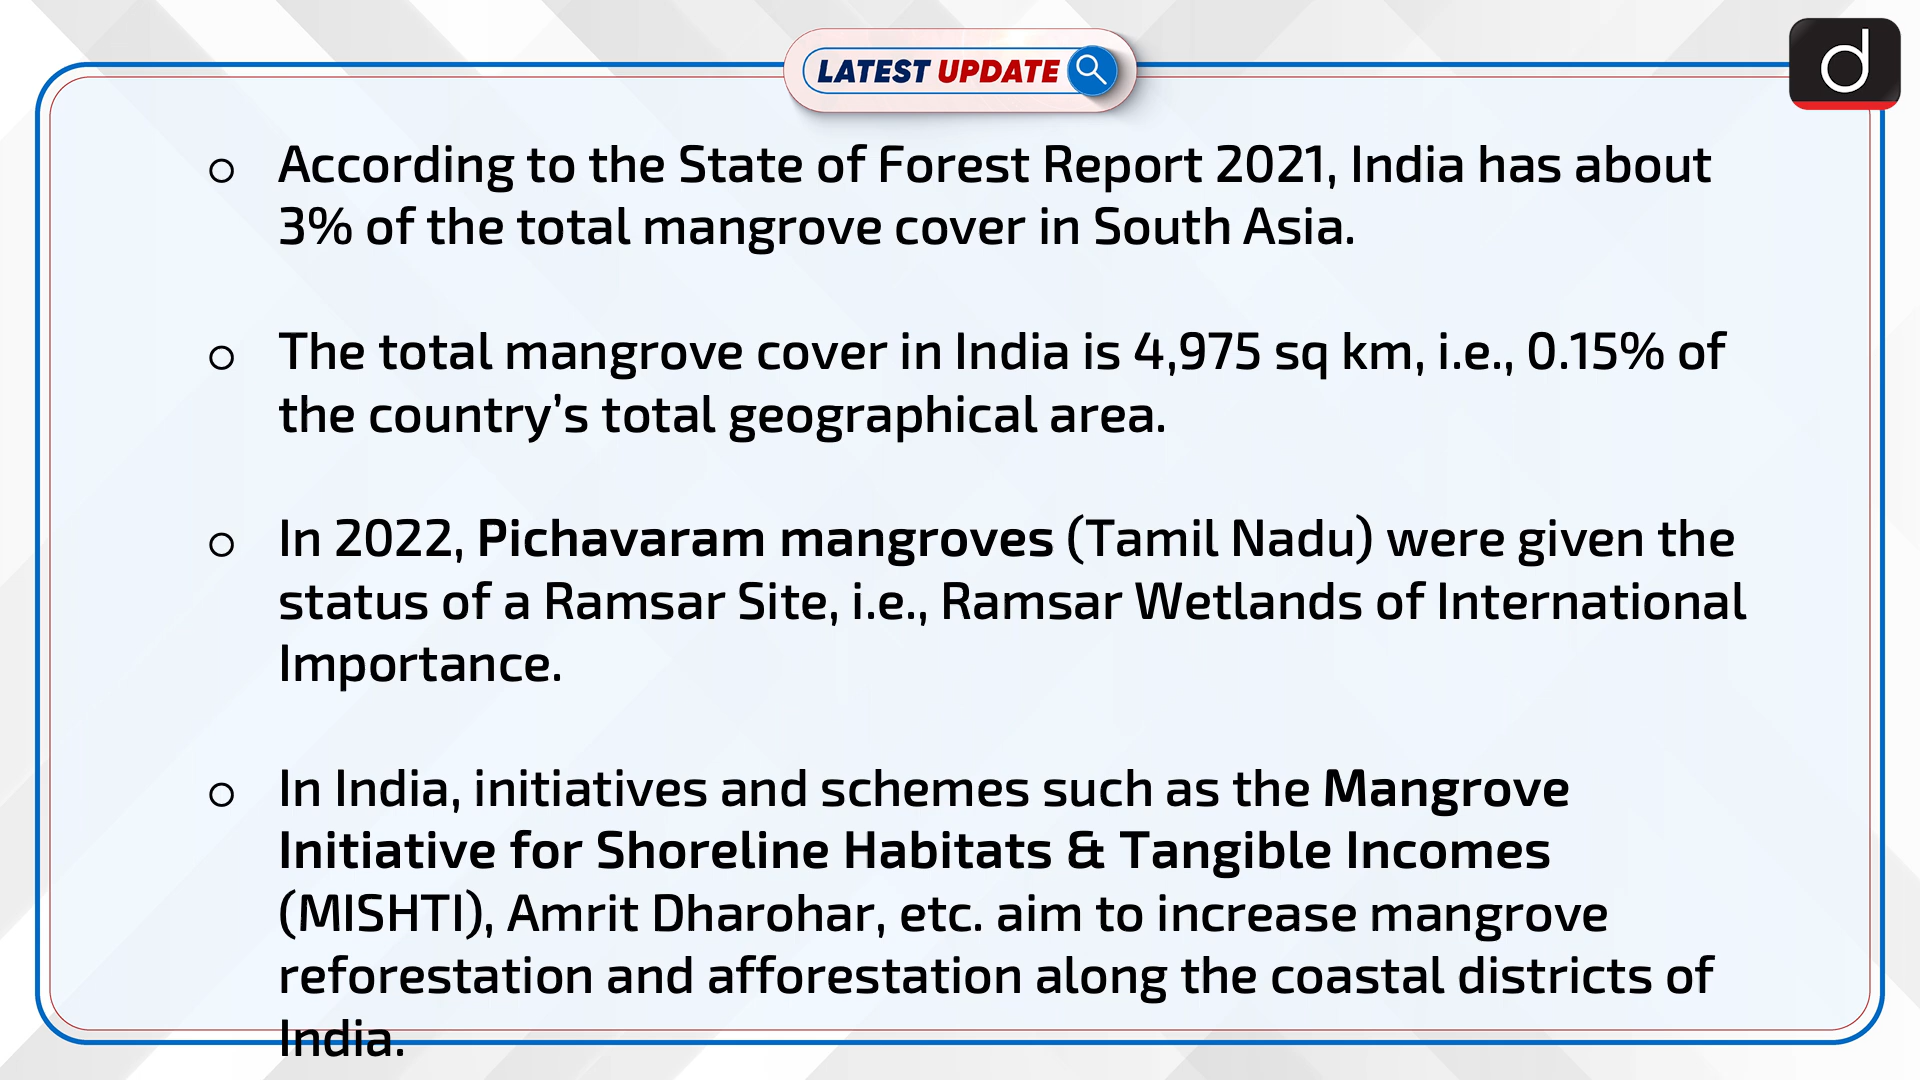 LATEST UPDATE
d
○ According to the State of Forest Report 2021, India has about
3% of the total mangrove cover in South Asia.
○ The total mangrove cover in India is 4,975 sq km, i.e., 0.15% of
the country’s total geographical area.
○ In 2022, Pichavaram mangroves (Tamil Nadu) were given the
status of a Ramsar Site, i.e., Ramsar Wetlands of International
Importance.
○ In India, initiatives and schemes such as the Mangrove
Initiative for Shoreline Habitats & Tangible Incomes
(MISHTI), Amrit Dharohar, etc. aim to increase mangrove
reforestation and afforestation along the coastal districts of
India.